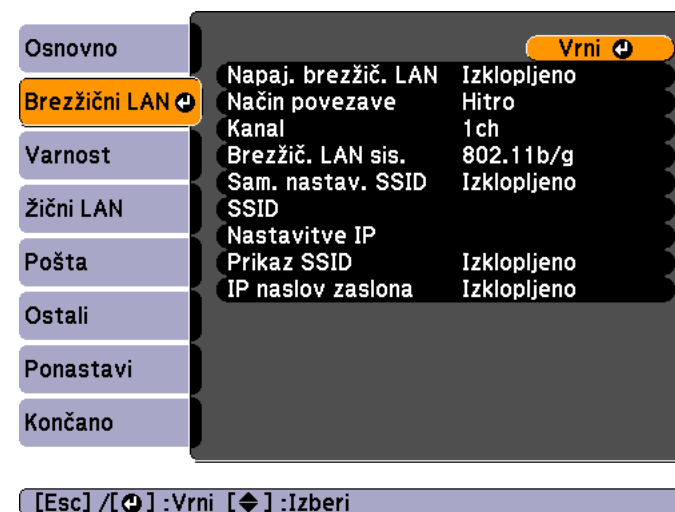 Osnovno
Brezžični LAN
Varnost
Žični LAN
Pošta
Ostali
Ponastavi
Končano
Vrni
Napaj. brezžič. LAN Izklopljeno
Način povezave Hitro
Kanal 1ch
Brezžič. LAN sis. 802.11b/g
Sam. nastav. SSID Izklopljeno
SSID
Nastavitve IP
Prikaz SSID Izklopljeno
IP naslov zaslona Izklopljeno
[Esc] /[⏎] :Vrni [◆] :Izberi